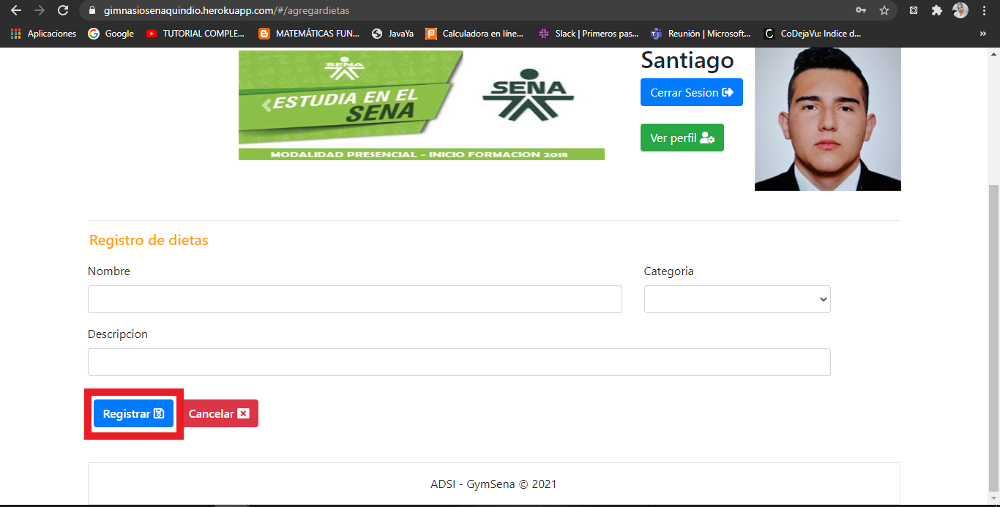 gimnasiosenaquindio.herokuapp.com/#/agregardietas
Aplicaciones
Google
TUTORIAL COMPLE...
MATEMÁTICAS FUN...
JavaYa
Calculadora en líne...
Slack | Primeros pas...
Reunión | Microsoft...
CoDejaVu: Indice d...
»
SENA
ESTUDIA EN EL
SENA
SENA
MODALIDAD PRESENCIAL - INICIO FORMACION 2018
Santiago
Cerrar Sesion
Ver perfil
Registro de dietas
Nombre
Categoria
Descripcion
Registrar
Cancelar
ADSI - GymSena © 2021